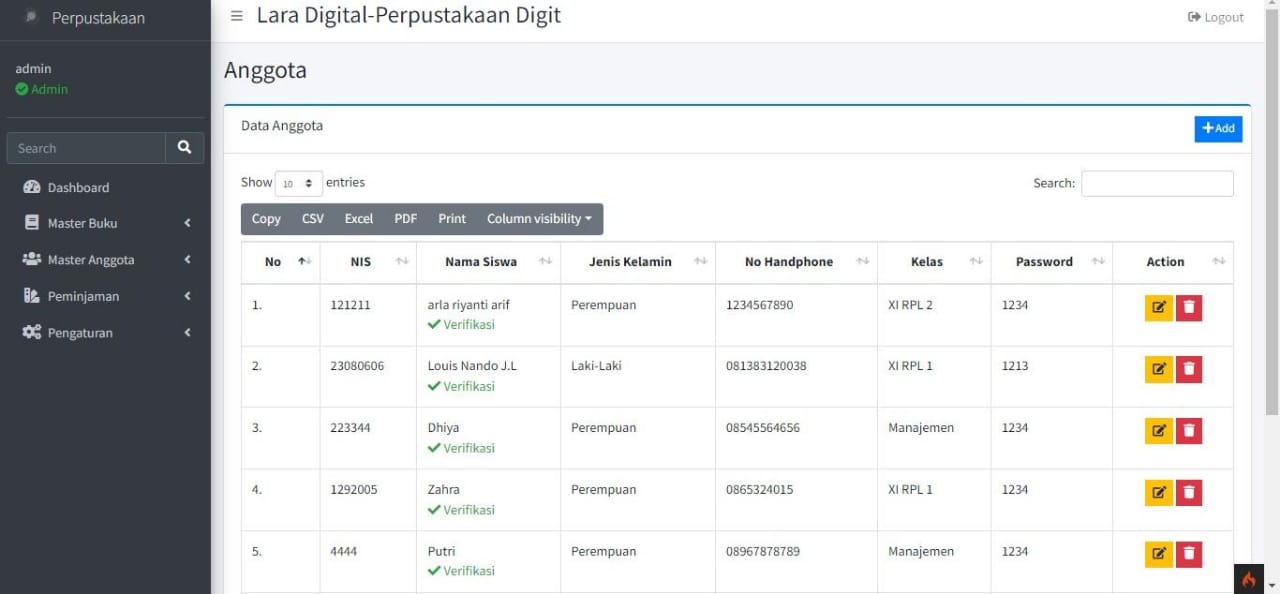 Perpustakaan
Lara Digital-Perpustakaan Digit
Logout
admin
Admin
Search
Dashboard
Master Buku
Master Anggota
Peminjaman
Pengaturan
Anggota
Data Anggota
Add
Show 10 entries
Search:
Copy CSV Excel PDF Print Column visibility
No NIS Nama Siswa Jenis Kelamin No Handphone Kelas Password Action
1. 121211 arla riyanti arif Perempuan 1234567890 XI RPL 2 1234
Verifikasi
2. 23080606 Louis Nando J.L Laki-Laki 081383120038 XI RPL 1 1213
Verifikasi
3. 223344 Dhiya Perempuan 08545564656 Manajemen 1234
Verifikasi
4. 1292005 Zahra Perempuan 0865324015 XI RPL 1 1234
Verifikasi
5. 4444 Putri Perempuan 08967878789 Manajemen 1234
Verifikasi